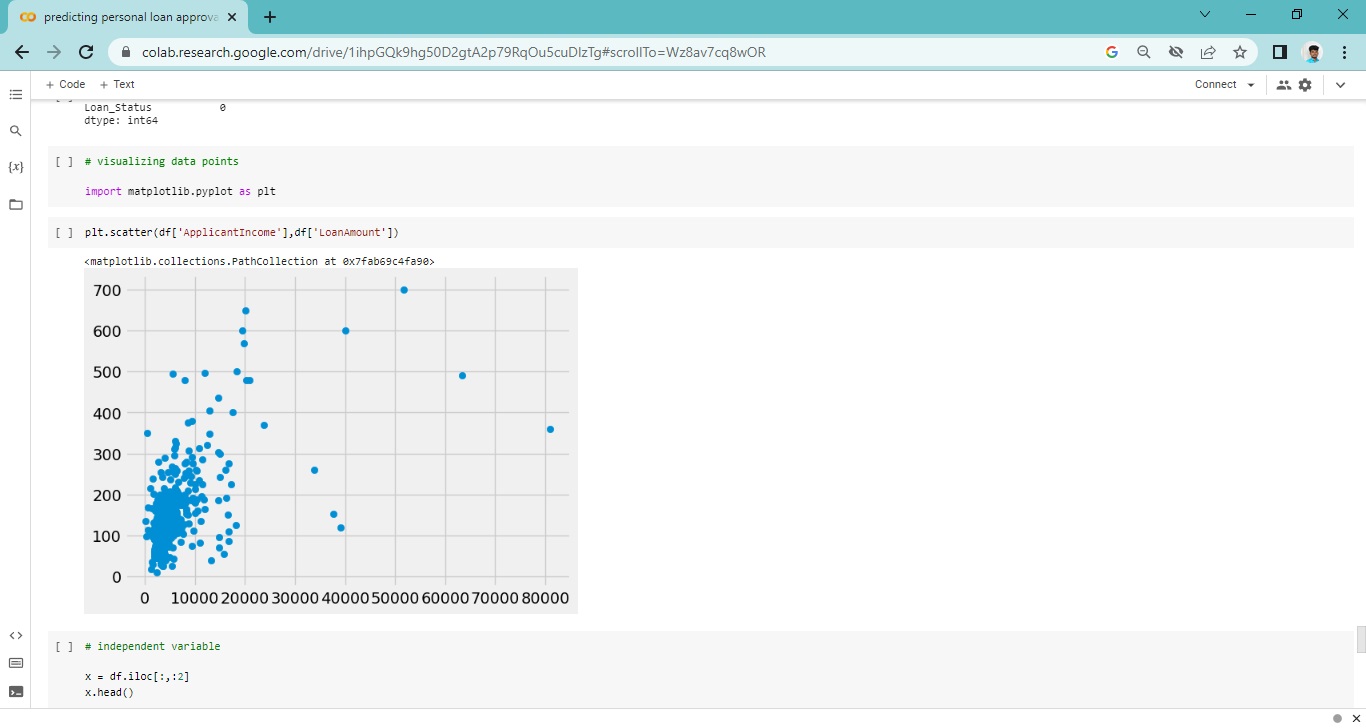 predicting personal loan approva
colab.research.google.com/drive/1ihpGQk9hg50D2gtA2p79RqOu5cuDlzTg#scrollTo=Wz8av7cq8wOR
+ Code + Text
Connect
Loan_Status 0
dtype: int64
[ ] # visualizing data points
import matplotlib.pyplot as plt
[ ] plt.scatter(df['ApplicantIncome'],df['LoanAmount'])
<matplotlib.collections.PathCollection at 0x7fab69c4fa90>
700
600
500
400
300
200
100
0
0 10000 20000 30000 40000 50000 60000 70000 80000
[ ] # independent variable
x = df.iloc[:,:2]
x.head()